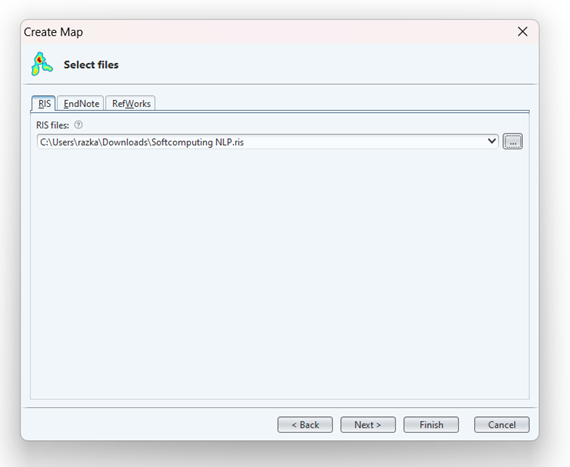 Create Map
Select files
RIS EndNote RefWorks
RIS files: ?
C:\Users\razka\Downloads\Softcomputing NLP.ris ...
< Back Next > Finish Cancel